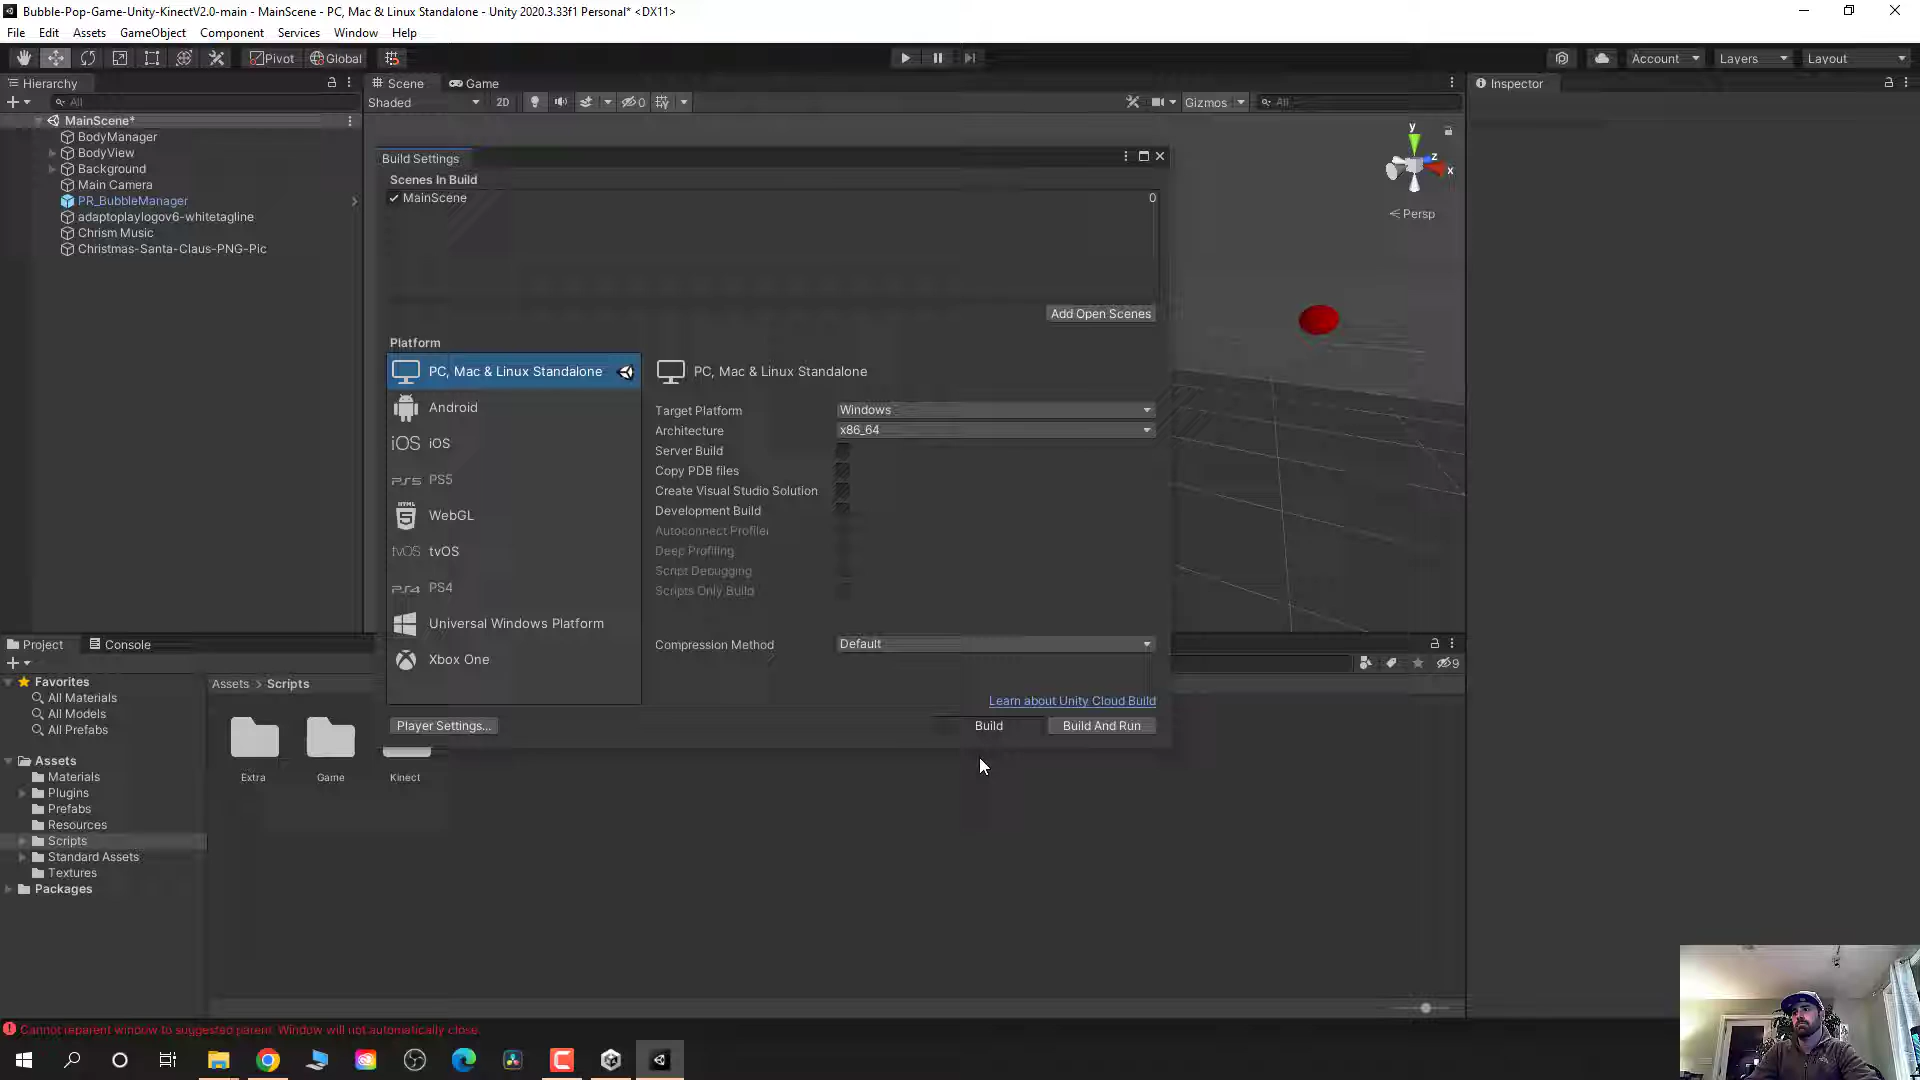 Bubble-Pop-Game-Unity-KinectV2.0-main - MainScene - PC, Mac & Linux Standalone - Unity 2020.3.33f1 Personal* <DX11>
File Edit Assets GameObject Component Services Window Help
Pivot Global Account Layers Layout
Hierarchy Scene Game Inspector
All Shaded 2D 0 Gizmos All
MainScene*
BodyManager
BodyView
Background
Main Camera
PR_BubbleManager
adaptoplaylogov6-whitetagline
Chrism Music
Christmas-Santa-Claus-PNG-Pic
y
z
x
Persp
Build Settings
Scenes In Build
MainScene 0
Add Open Scenes
Platform
PC, Mac & Linux Standalone
Android
iOS iOS
PS5 PS5
HTML 5 WebGL
tvOS tvOS
PS4 PS4
Universal Windows Platform
Xbox One
PC, Mac & Linux Standalone
Target Platform Windows
Architecture x86_64
Server Build
Copy PDB files
Create Visual Studio Solution
Development Build
Autoconnect Profiler
Deep Profiling
Script Debugging
Scripts Only Build
Compression Method Default
Learn about Unity Cloud Build
Player Settings... Build Build And Run
Project Console
9
Favorites
All Materials
All Models
All Prefabs
Assets
Materials
Plugins
Prefabs
Resources
Scripts
Standard Assets
Textures
Packages
Assets > Scripts
Extra Game Kinect
Cannot reparent window to suggested parent. Window will not automatically close.